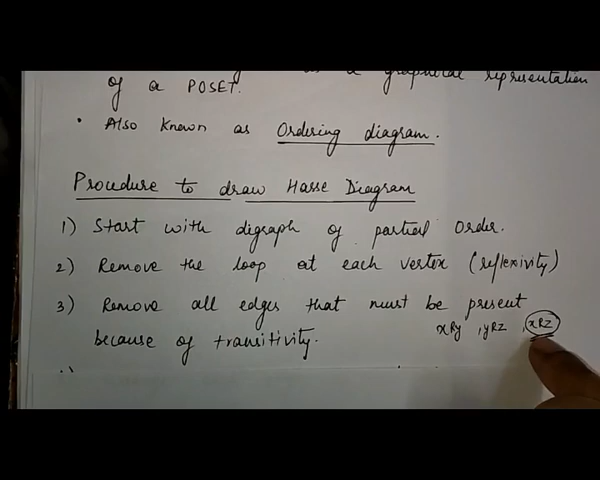 a graphical representation
of a POSET.
• Also known as Ordering diagram.
Procedure to draw Hasse Diagram
1) Start with digraph of partial order.
2) Remove the loop at each vertex (reflexivity)
3) Remove all edges that must be present
xRy , yRz , xRz
because of transitivity.